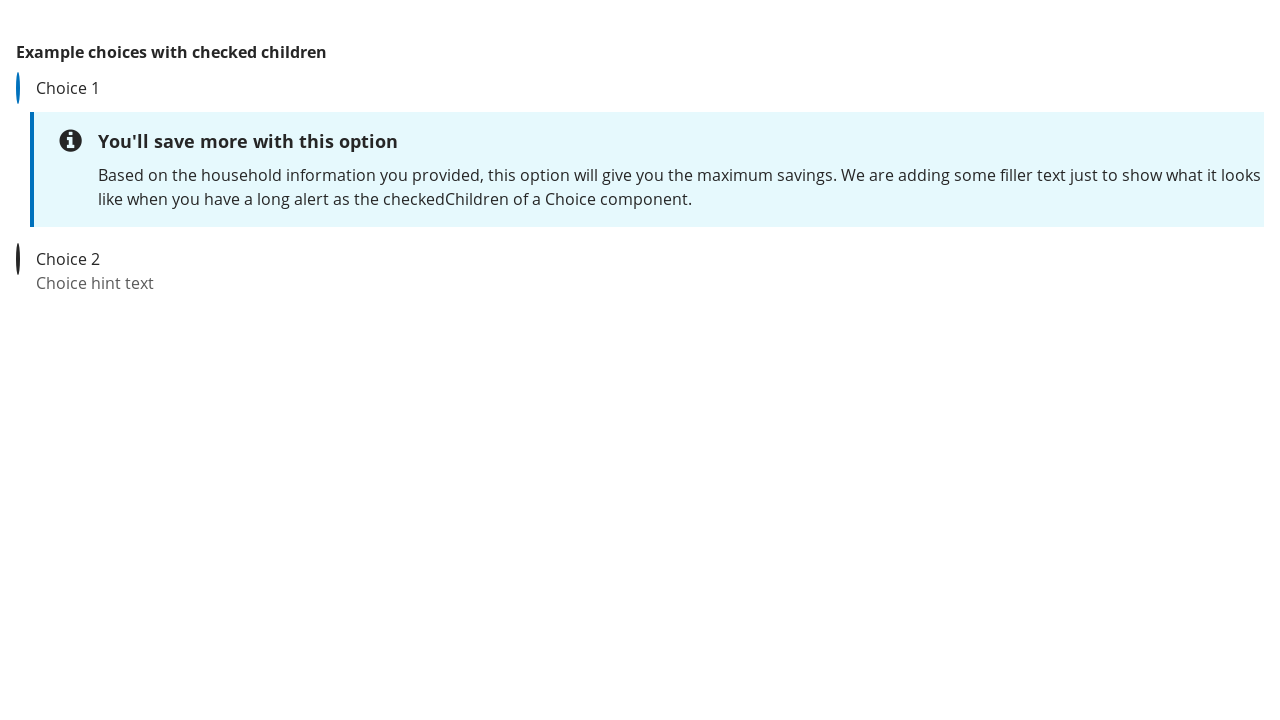 Example choices with checked children
Choice 1
You'll save more with this option
Based on the household information you provided, this option will give you the maximum savings. We are adding some filler text just to show what it looks
like when you have a long alert as the checkedChildren of a Choice component.
Choice 2
Choice hint text